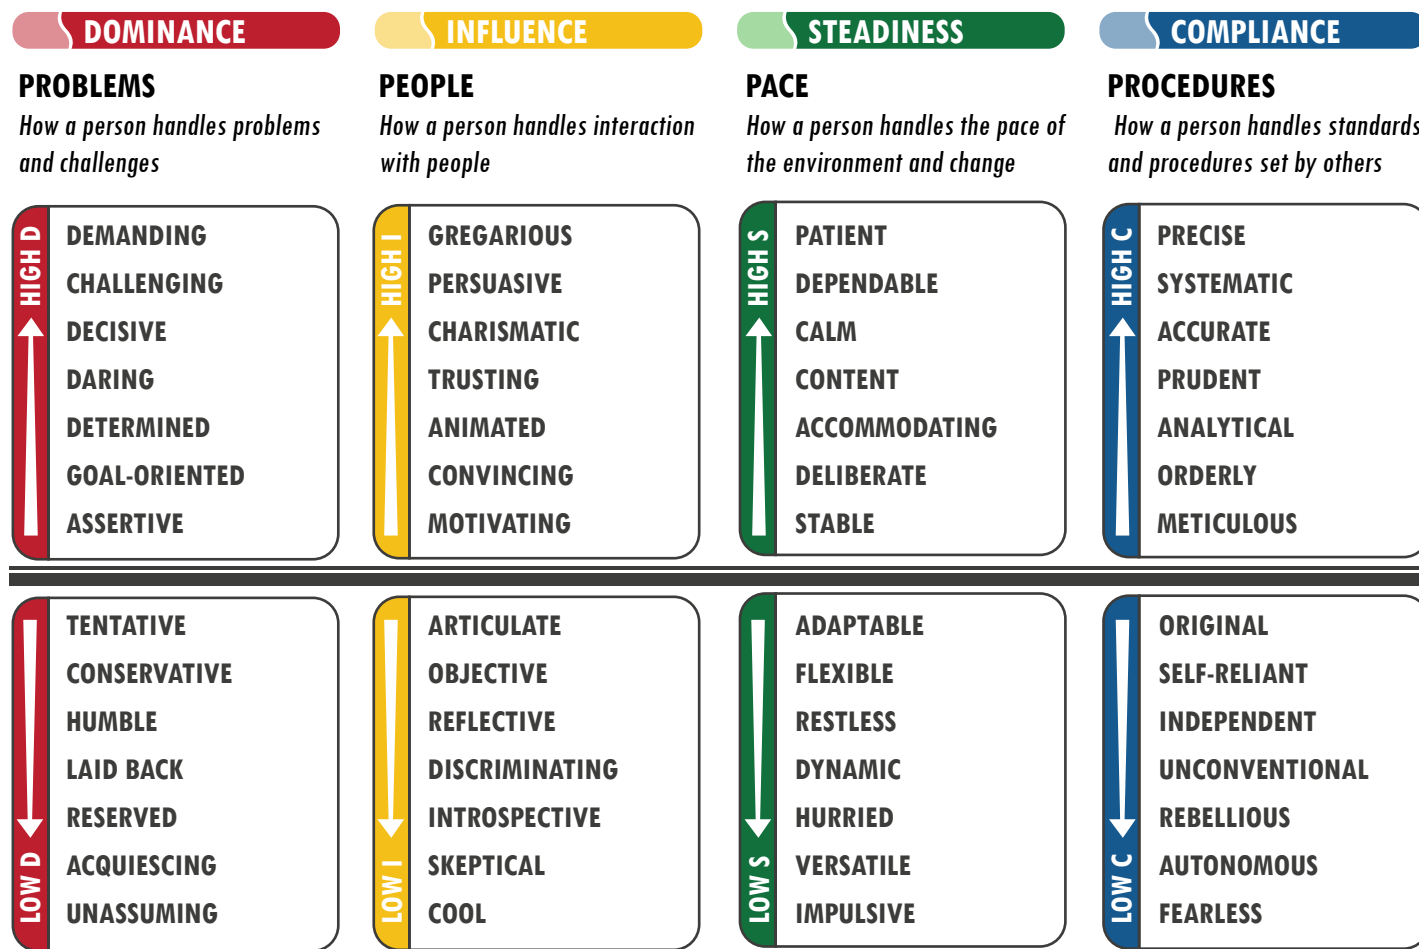 DOMINANCE
PROBLEMS
How a person handles problems
and challenges
HIGH D
DEMANDING
CHALLENGING
DECISIVE
DARING
DETERMINED
GOAL-ORIENTED
ASSERTIVE
TENTATIVE
CONSERVATIVE
HUMBLE
LAID BACK
RESERVED
ACQUIESCING
UNASSUMING
LOW D
INFLUENCE
PEOPLE
How a person handles interaction
with people
HIGH I
GREGARIOUS
PERSUASIVE
CHARISMATIC
TRUSTING
ANIMATED
CONVINCING
MOTIVATING
ARTICULATE
OBJECTIVE
REFLECTIVE
DISCRIMINATING
INTROSPECTIVE
SKEPTICAL
COOL
LOW I
STEADINESS
PACE
How a person handles the pace of
the environment and change
HIGH S
PATIENT
DEPENDABLE
CALM
CONTENT
ACCOMMODATING
DELIBERATE
STABLE
ADAPTABLE
FLEXIBLE
RESTLESS
DYNAMIC
HURRIED
VERSATILE
IMPULSIVE
LOW S
COMPLIANCE
PROCEDURES
How a person handles standards
and procedures set by others
HIGH C
PRECISE
SYSTEMATIC
ACCURATE
PRUDENT
ANALYTICAL
ORDERLY
METICULOUS
ORIGINAL
SELF-RELIANT
INDEPENDENT
UNCONVENTIONAL
REBELLIOUS
AUTONOMOUS
FEARLESS
LOW C